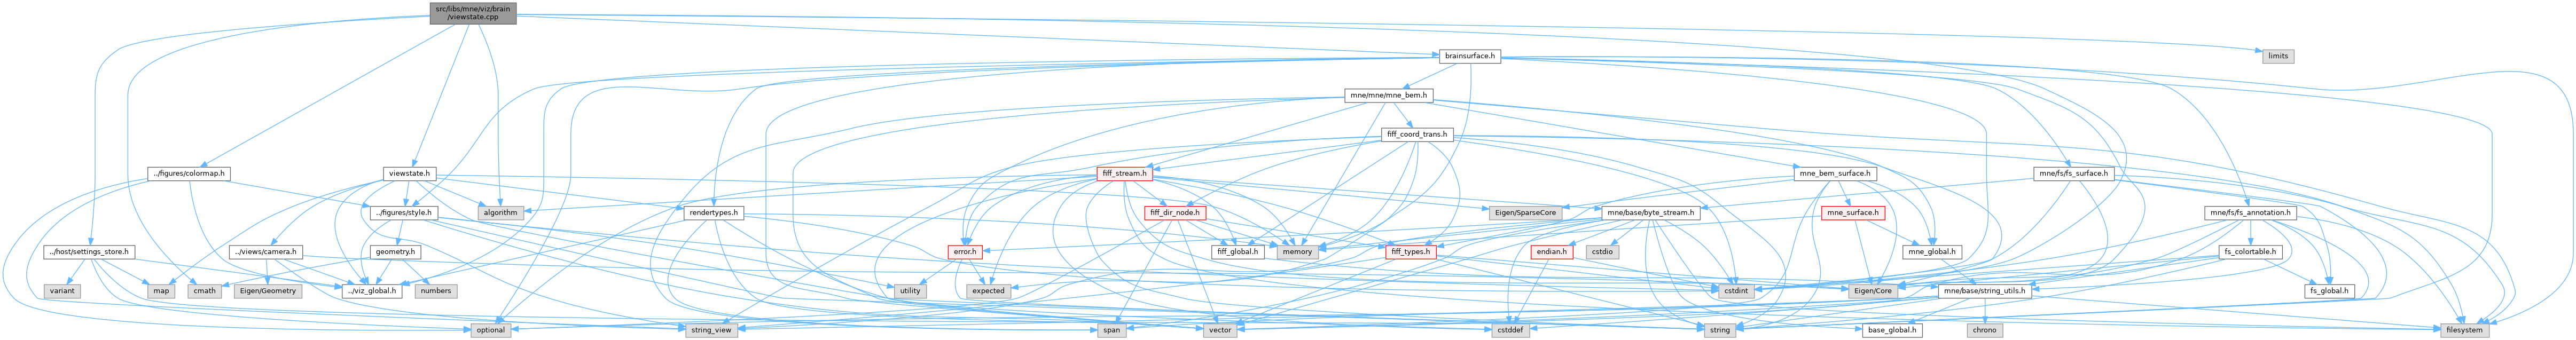 src/libs/mne/viz/brain
/viewstate.cpp
brainsurface.h
limits
mne/mne/mne_bem.h
fiff_coord_trans.h
../figures/colormap.h
viewstate.h
fiff_stream.h
mne_bem_surface.h
mne/fs/fs_surface.h
../figures/style.h
algorithm
rendertypes.h
fiff_dir_node.h
Eigen/SparseCore
mne/base/byte_stream.h
mne_surface.h
mne/fs/fs_annotation.h
../host/settings_store.h
../views/camera.h
geometry.h
error.h
fiff_global.h
memory
fiff_types.h
cstdio
endian.h
mne_global.h
fs_colortable.h
variant
map
cmath
Eigen/Geometry
../viz_global.h
numbers
utility
expected
cstdint
Eigen/Core
mne/base/string_utils.h
fs_global.h
optional
string_view
span
vector
cstddef
string
base_global.h
chrono
filesystem